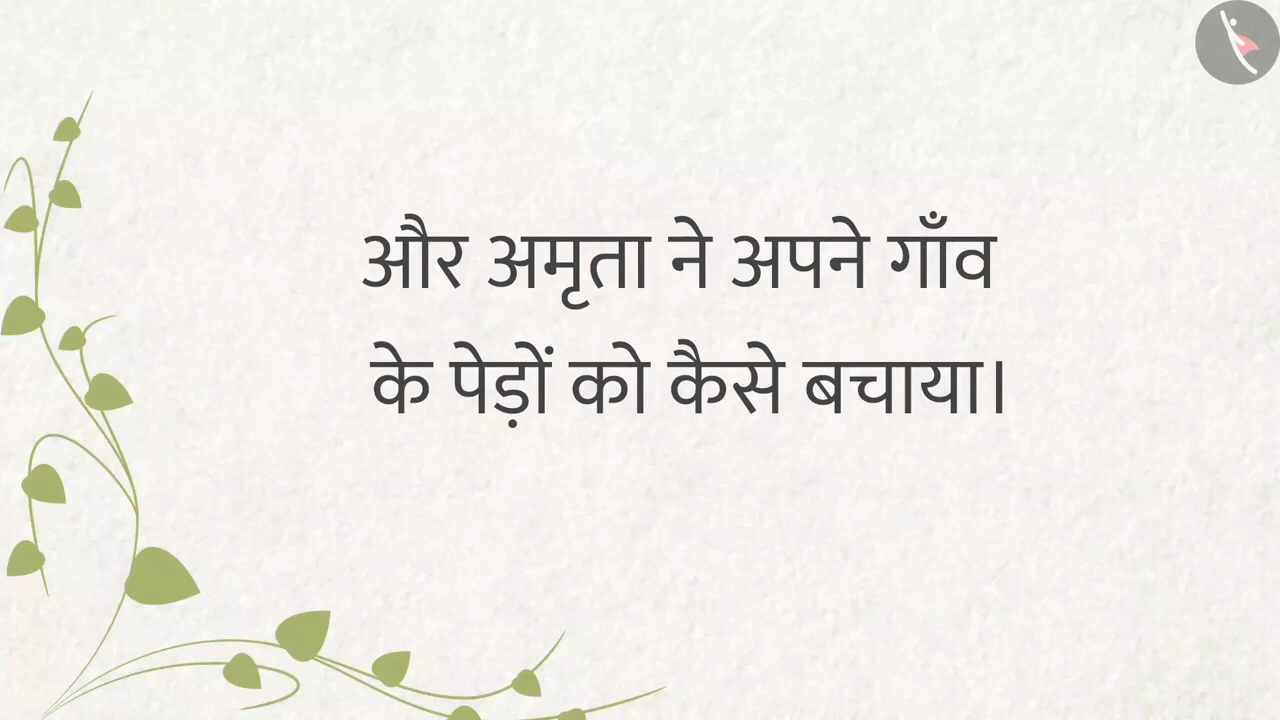 और अमृता ने अपने गाँव
के पेड़ों को कैसे बचाया।